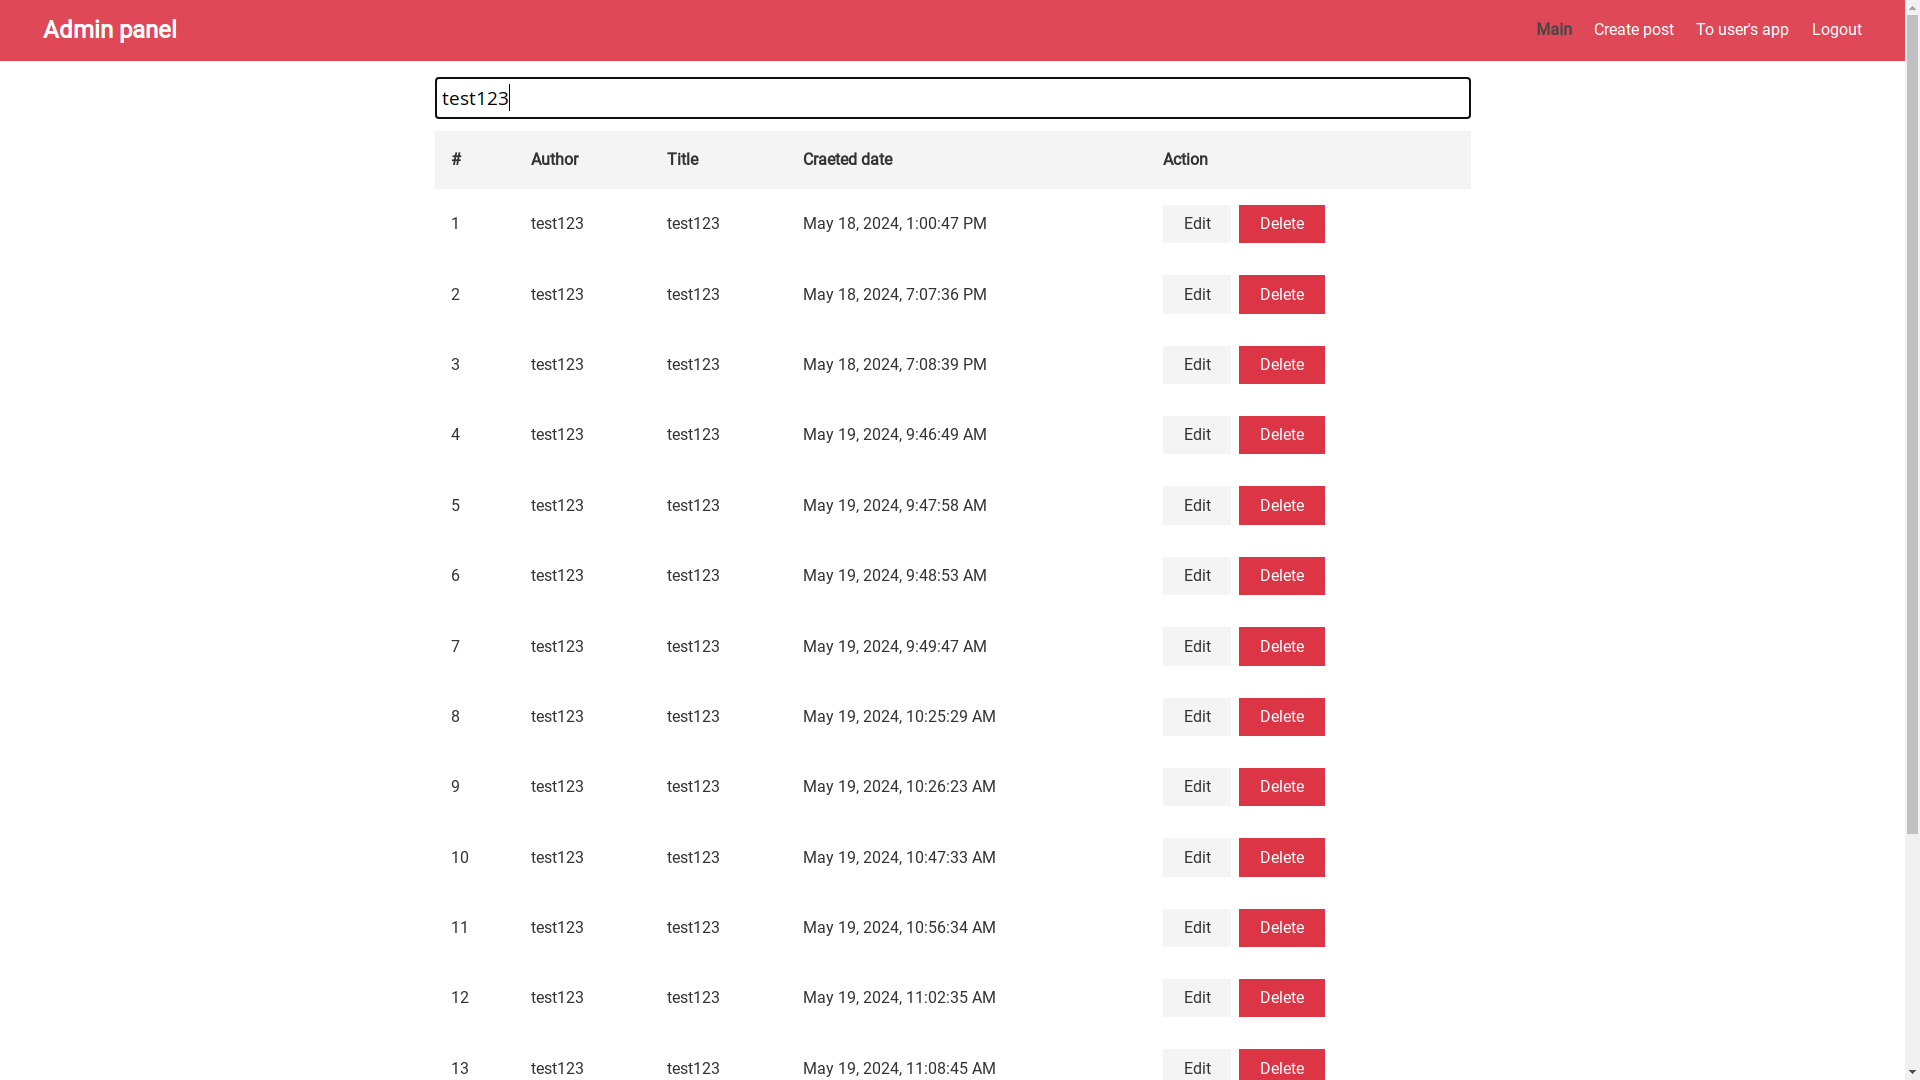 Admin panel Main Create post To user's app Logout
test123
# Author Title Craeted date Action
1 test123 test123 May 18, 2024, 1:00:47 PM Edit Delete
2 test123 test123 May 18, 2024, 7:07:36 PM Edit Delete
3 test123 test123 May 18, 2024, 7:08:39 PM Edit Delete
4 test123 test123 May 19, 2024, 9:46:49 AM Edit Delete
5 test123 test123 May 19, 2024, 9:47:58 AM Edit Delete
6 test123 test123 May 19, 2024, 9:48:53 AM Edit Delete
7 test123 test123 May 19, 2024, 9:49:47 AM Edit Delete
8 test123 test123 May 19, 2024, 10:25:29 AM Edit Delete
9 test123 test123 May 19, 2024, 10:26:23 AM Edit Delete
10 test123 test123 May 19, 2024, 10:47:33 AM Edit Delete
11 test123 test123 May 19, 2024, 10:56:34 AM Edit Delete
12 test123 test123 May 19, 2024, 11:02:35 AM Edit Delete
13 test123 test123 May 19, 2024, 11:08:45 AM Edit Delete